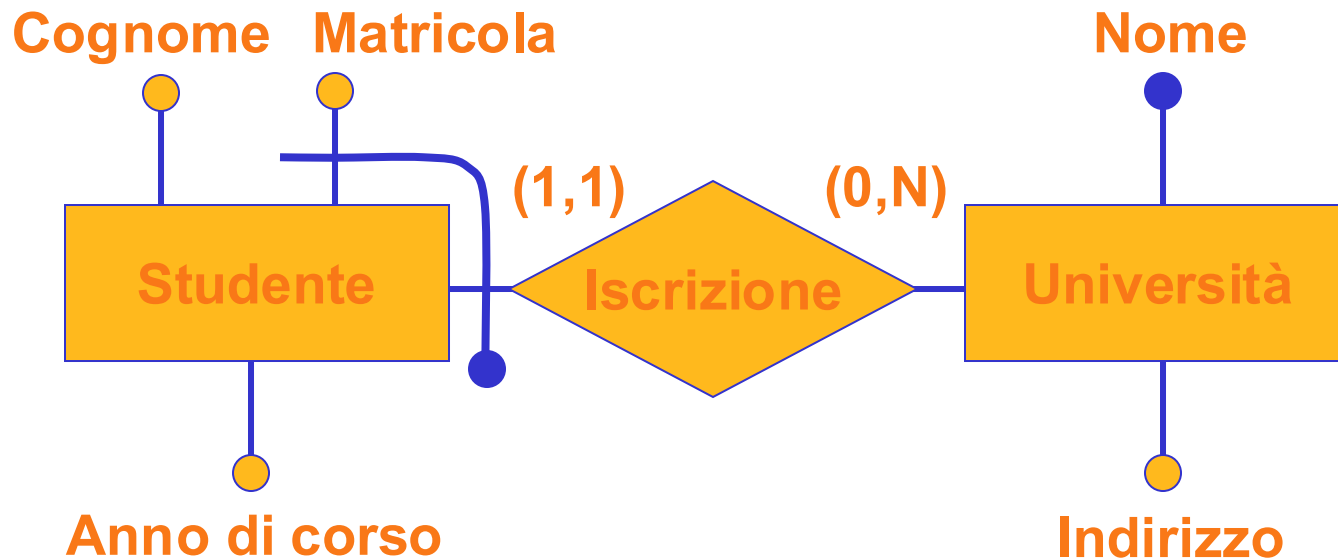 Cognome Matricola Nome
(1,1) (0,N)
Studente Iscrizione Università
Anno di corso Indirizzo